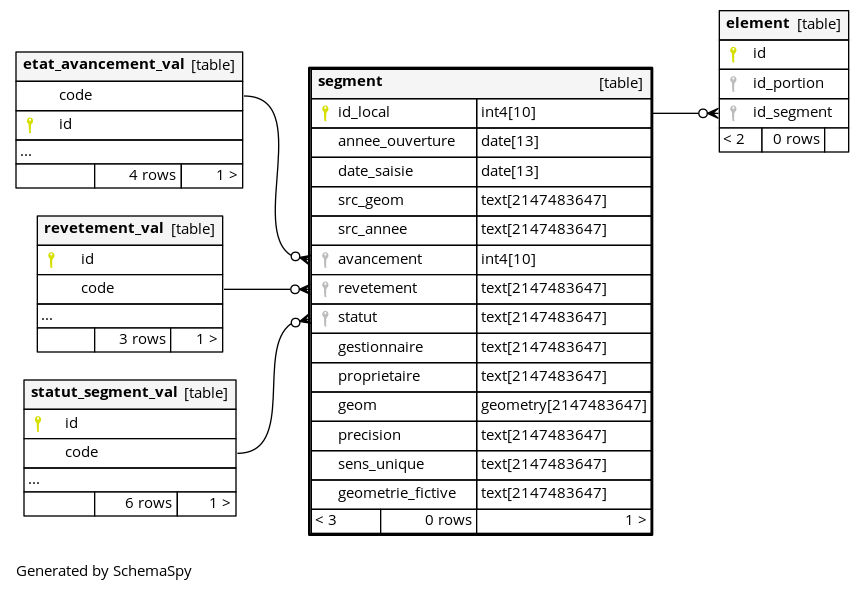 etat_avancement_val [table]
code
id
...
4 rows 1 >
revetement_val [table]
id
code
...
3 rows 1 >
statut_segment_val [table]
id
code
...
6 rows 1 >
segment [table]
id_local int4[10]
annee_ouverture date[13]
date_saisie date[13]
src_geom text[2147483647]
src_annee text[2147483647]
avancement int4[10]
revetement text[2147483647]
statut text[2147483647]
gestionnaire text[2147483647]
proprietaire text[2147483647]
geom geometry[2147483647]
precision text[2147483647]
sens_unique text[2147483647]
geometrie_fictive text[2147483647]
< 3 0 rows 1 >
element [table]
id
id_portion
id_segment
< 2 0 rows
Generated by SchemaSpy